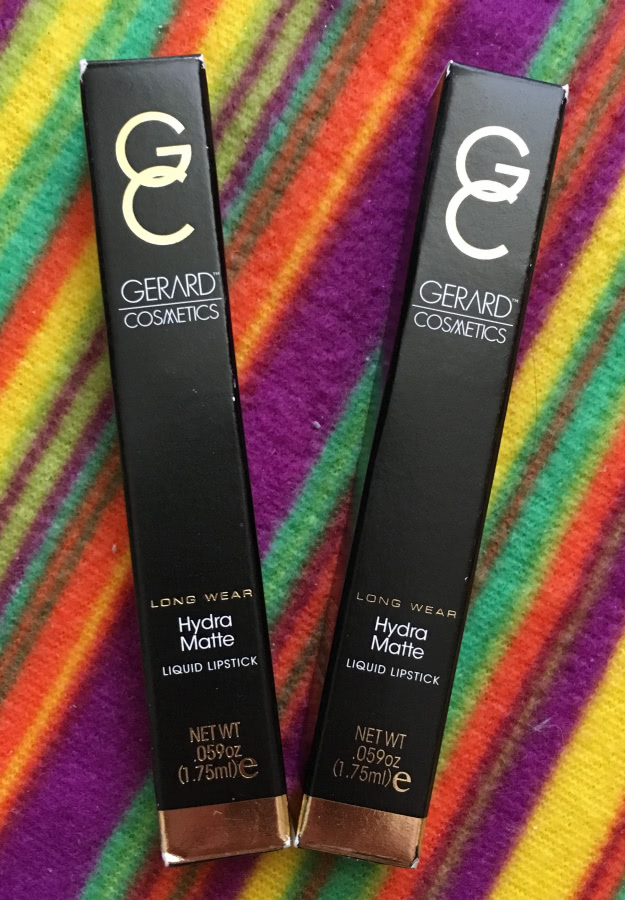 GC
GERARD™
COSMETICS
LONG WEAR
Hydra
Matte
LIQUID LIPSTICK
NET WT
.059oz
(1.75ml) ℮
GC
GERARD™
COSMETICS
LONG WEAR
Hydra
Matte
LIQUID LIPSTICK
NET WT
.059oz
(1.75ml) ℮